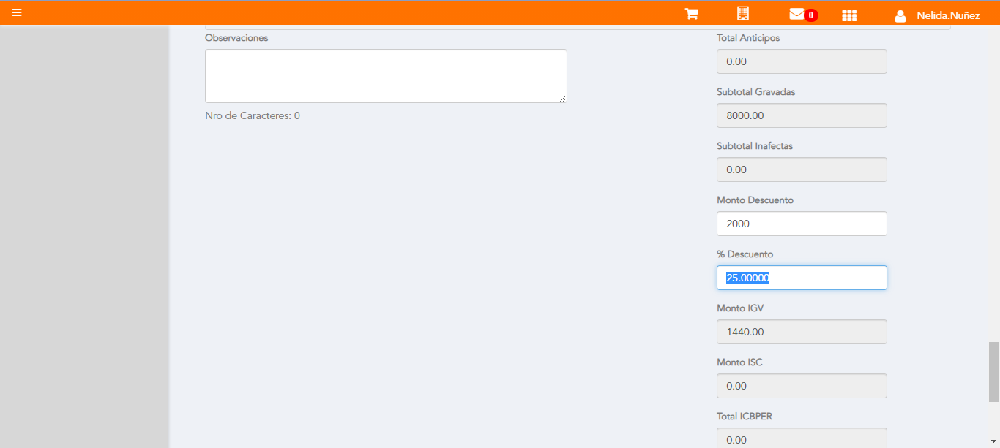 0
Nelida.Nuñez
Observaciones
Nro de Caracteres: 0
Total Anticipos
0.00
Subtotal Gravadas
8000.00
Subtotal Inafectas
0.00
Monto Descuento
2000
% Descuento
25.00000
Monto IGV
1440.00
Monto ISC
0.00
Total ICBPER
0.00